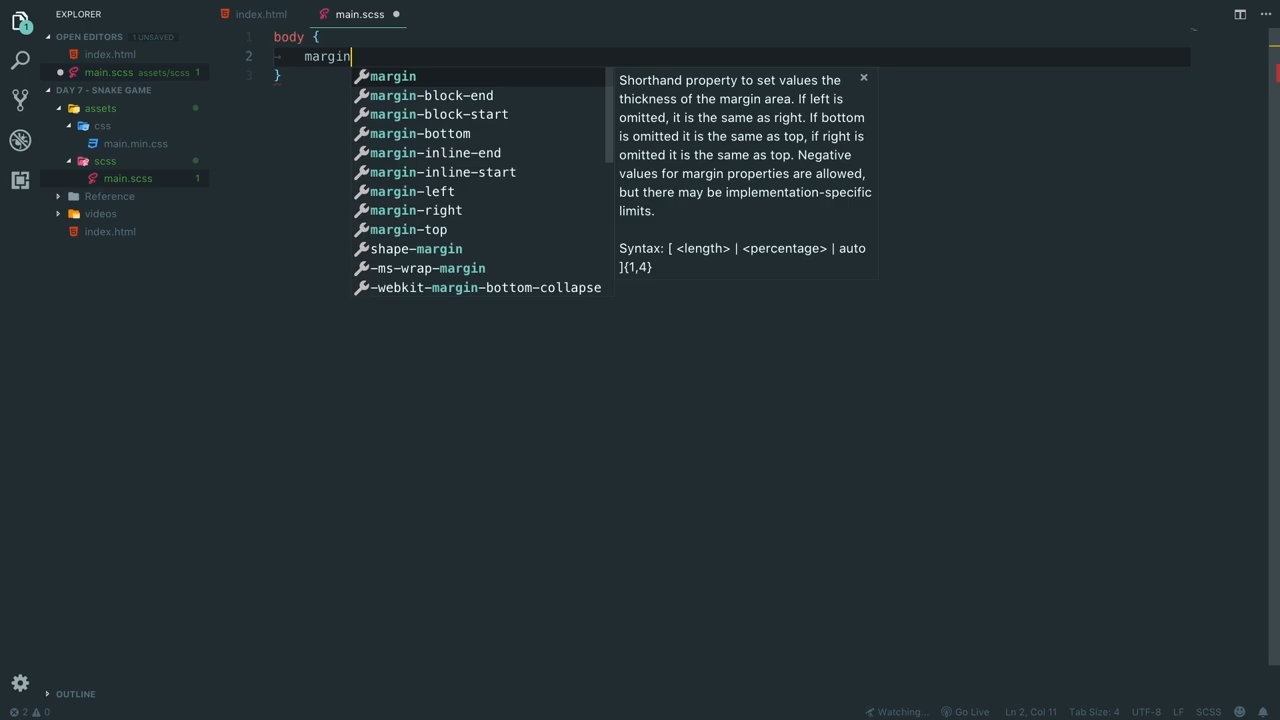 EXPLORER
index.html
main.scss
OPEN EDITORS 1 UNSAVED
index.html
main.scss assets/scss 1
DAY 7 - SNAKE GAME
assets
css
main.min.css
scss
main.scss 1
Reference
videos
index.html
OUTLINE
1
1 body {
2 → margin
3 }
margin
margin-block-end
margin-block-start
margin-bottom
margin-inline-end
margin-inline-start
margin-left
margin-right
margin-top
shape-margin
-ms-wrap-margin
-webkit-margin-bottom-collapse
Shorthand property to set values the
thickness of the margin area. If left is
omitted, it is the same as right. If bottom
is omitted it is the same as top, if right is
omitted it is the same as top. Negative
values for margin properties are allowed,
but there may be implementation-specific
limits.
Syntax: [ <length> | <percentage> | auto
]{1,4}
2 0
Watching...
Go Live
Ln 2, Col 11
Tab Size: 4
UTF-8
LF
SCSS